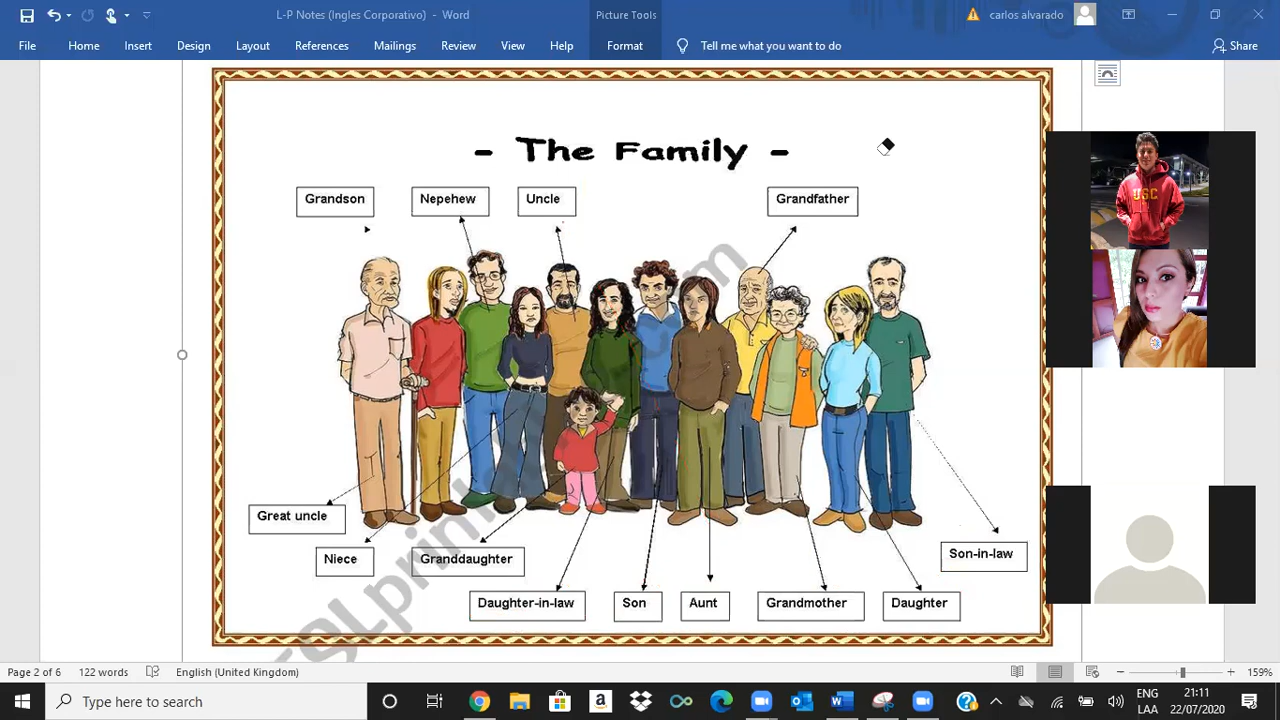 L-P Notes (Ingles Corporativo) - Word
Picture Tools
carlos alvarado
File Home Insert Design Layout References Mailings Review View Help Format Tell me what you want to do Share
- The Family -
Grandson Nepehew Uncle Grandfather
USC
Great uncle
Niece Granddaughter Son-in-law
Daughter-in-law Son Aunt Grandmother Daughter
Page 2 of 6 122 words English (United Kingdom) 159%
Type here to search
ENG 21:11
LAA 22/07/2020